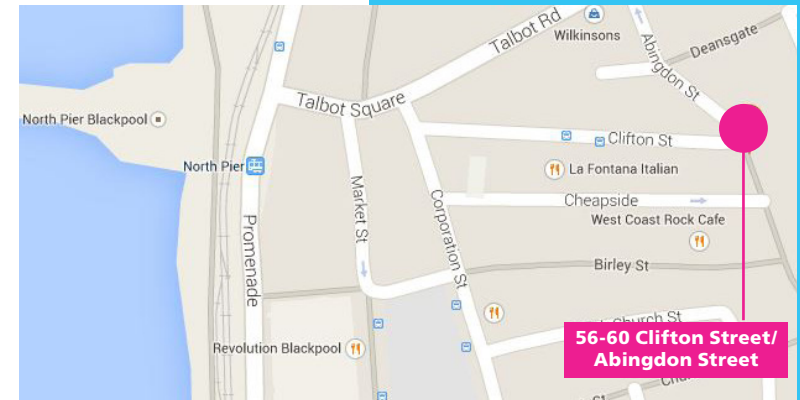 Talbot Rd
Wilkinsons
Abingdon St
Deansgate
Talbot Square
North Pier Blackpool
Clifton St
North Pier
La Fontana Italian
Market St
Corporation St
Cheapside
Promenade
West Coast Rock Cafe
Birley St
Church St
Revolution Blackpool
56-60 Clifton Street/
Abingdon Street
St